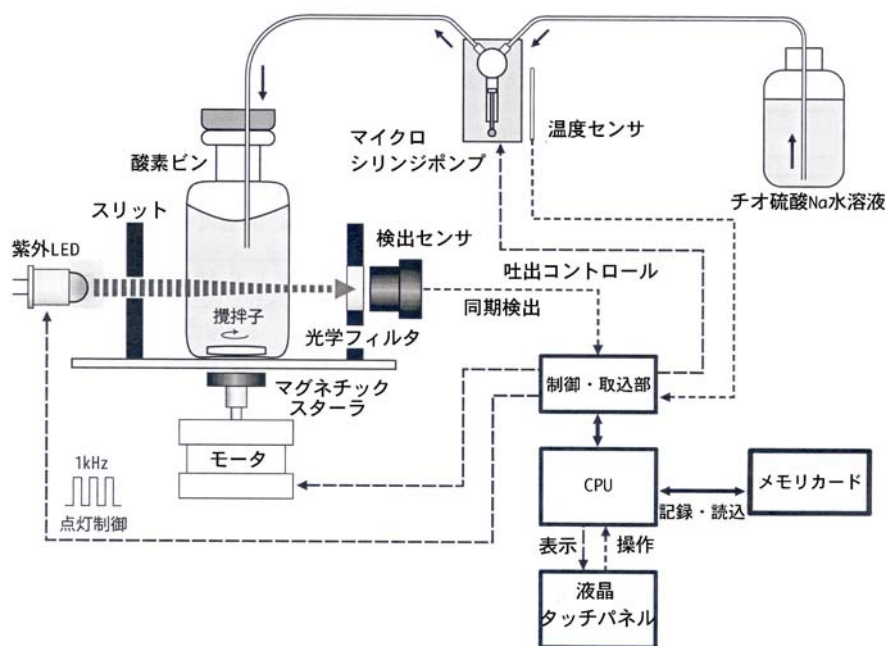 マイクロ
シリンジポンプ
温度センサ
チオ硫酸Na水溶液
酸素ビン
スリット
紫外LED
検出センサ
吐出コントロール
同期検出
攪拌子
光学フィルタ
マグネチック
スターラ
制御・取込部
モータ
1kHz
点灯制御
CPU
メモリカード
記録・読込
表示
操作
液晶
タッチパネル